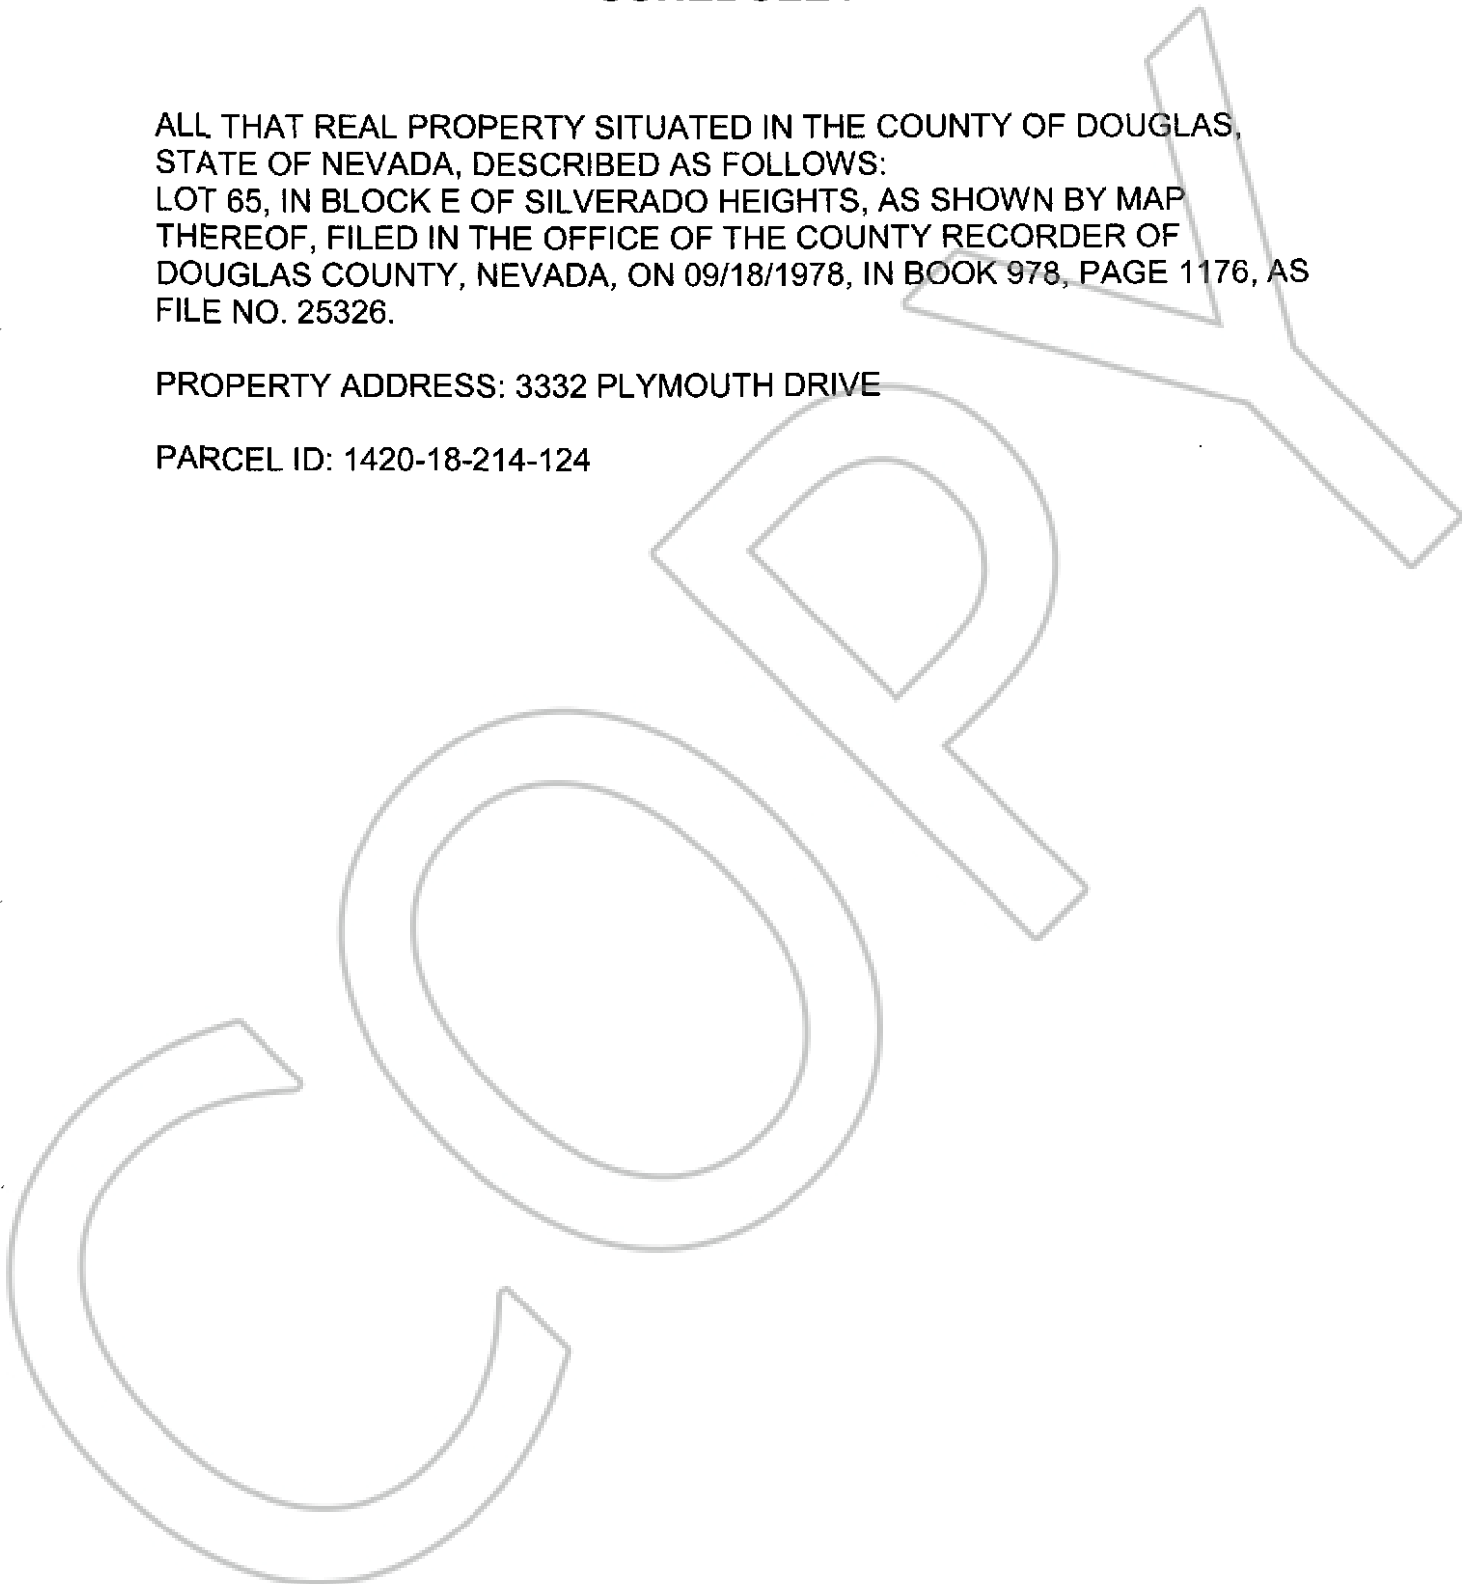 ALL THAT REAL PROPERTY SITUATED IN THE COUNTY OF DOUGLAS,
STATE OF NEVADA, DESCRIBED AS FOLLOWS:
LOT 65, IN BLOCK E OF SILVERADO HEIGHTS, AS SHOWN BY MAP
THEREOF, FILED IN THE OFFICE OF THE COUNTY RECORDER OF
DOUGLAS COUNTY, NEVADA, ON 09/18/1978, IN BOOK 978, PAGE 1176, AS
FILE NO. 25326.
PROPERTY ADDRESS: 3332 PLYMOUTH DRIVE
PARCEL ID: 1420-18-214-124
COPY